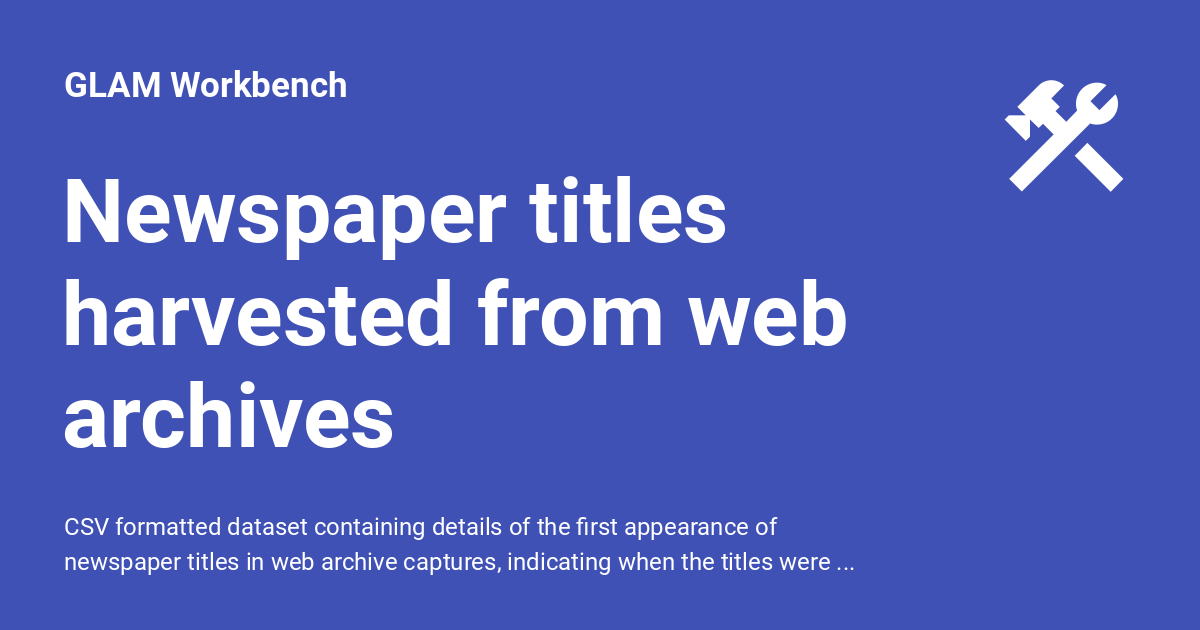 GLAM Workbench
Newspaper titles
harvested from web
archives
CSV formatted dataset containing details of the first appearance of
newspaper titles in web archive captures, indicating when the titles were ...